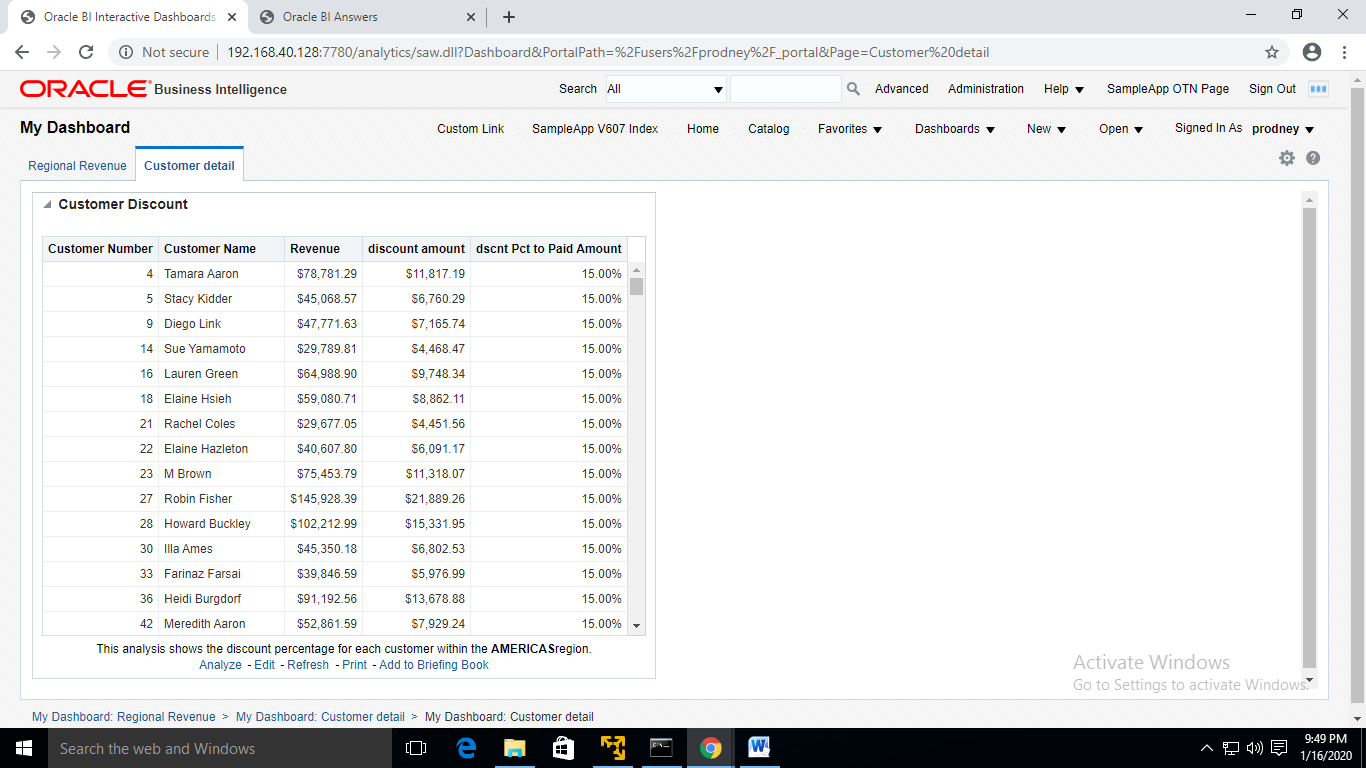 Oracle BI Interactive Dashboards
Oracle BI Answers
Not secure | 192.168.40.128:7780/analytics/saw.dll?Dashboard&PortalPath=%2Fusers%2Fprodney%2F_portal&Page=Customer%20detail
ORACLE Business Intelligence Search All Advanced Administration Help SampleApp OTN Page Sign Out
My Dashboard Custom Link SampleApp V607 Index Home Catalog Favorites Dashboards New Open Signed In As prodney
Regional Revenue Customer detail
Customer Discount
Customer Number Customer Name Revenue discount amount dscnt Pct to Paid Amount
4 Tamara Aaron $78,781.29 $11,817.19 15.00%
5 Stacy Kidder $45,068.57 $6,760.29 15.00%
9 Diego Link $47,771.63 $7,165.74 15.00%
14 Sue Yamamoto $29,789.81 $4,468.47 15.00%
16 Lauren Green $64,988.90 $9,748.34 15.00%
18 Elaine Hsieh $59,080.71 $8,862.11 15.00%
21 Rachel Coles $29,677.05 $4,451.56 15.00%
22 Elaine Hazleton $40,607.80 $6,091.17 15.00%
23 M Brown $75,453.79 $11,318.07 15.00%
27 Robin Fisher $145,928.39 $21,889.26 15.00%
28 Howard Buckley $102,212.99 $15,331.95 15.00%
30 Illa Ames $45,350.18 $6,802.53 15.00%
33 Farinaz Farsai $39,846.59 $5,976.99 15.00%
36 Heidi Burgdorf $91,192.56 $13,678.88 15.00%
42 Meredith Aaron $52,861.59 $7,929.24 15.00%
This analysis shows the discount percentage for each customer within the AMERICASregion.
Analyze - Edit - Refresh - Print - Add to Briefing Book
Activate Windows
Go to Settings to activate Windows.
My Dashboard: Regional Revenue > My Dashboard: Customer detail > My Dashboard: Customer detail
Search the web and Windows
9:49 PM
1/16/2020